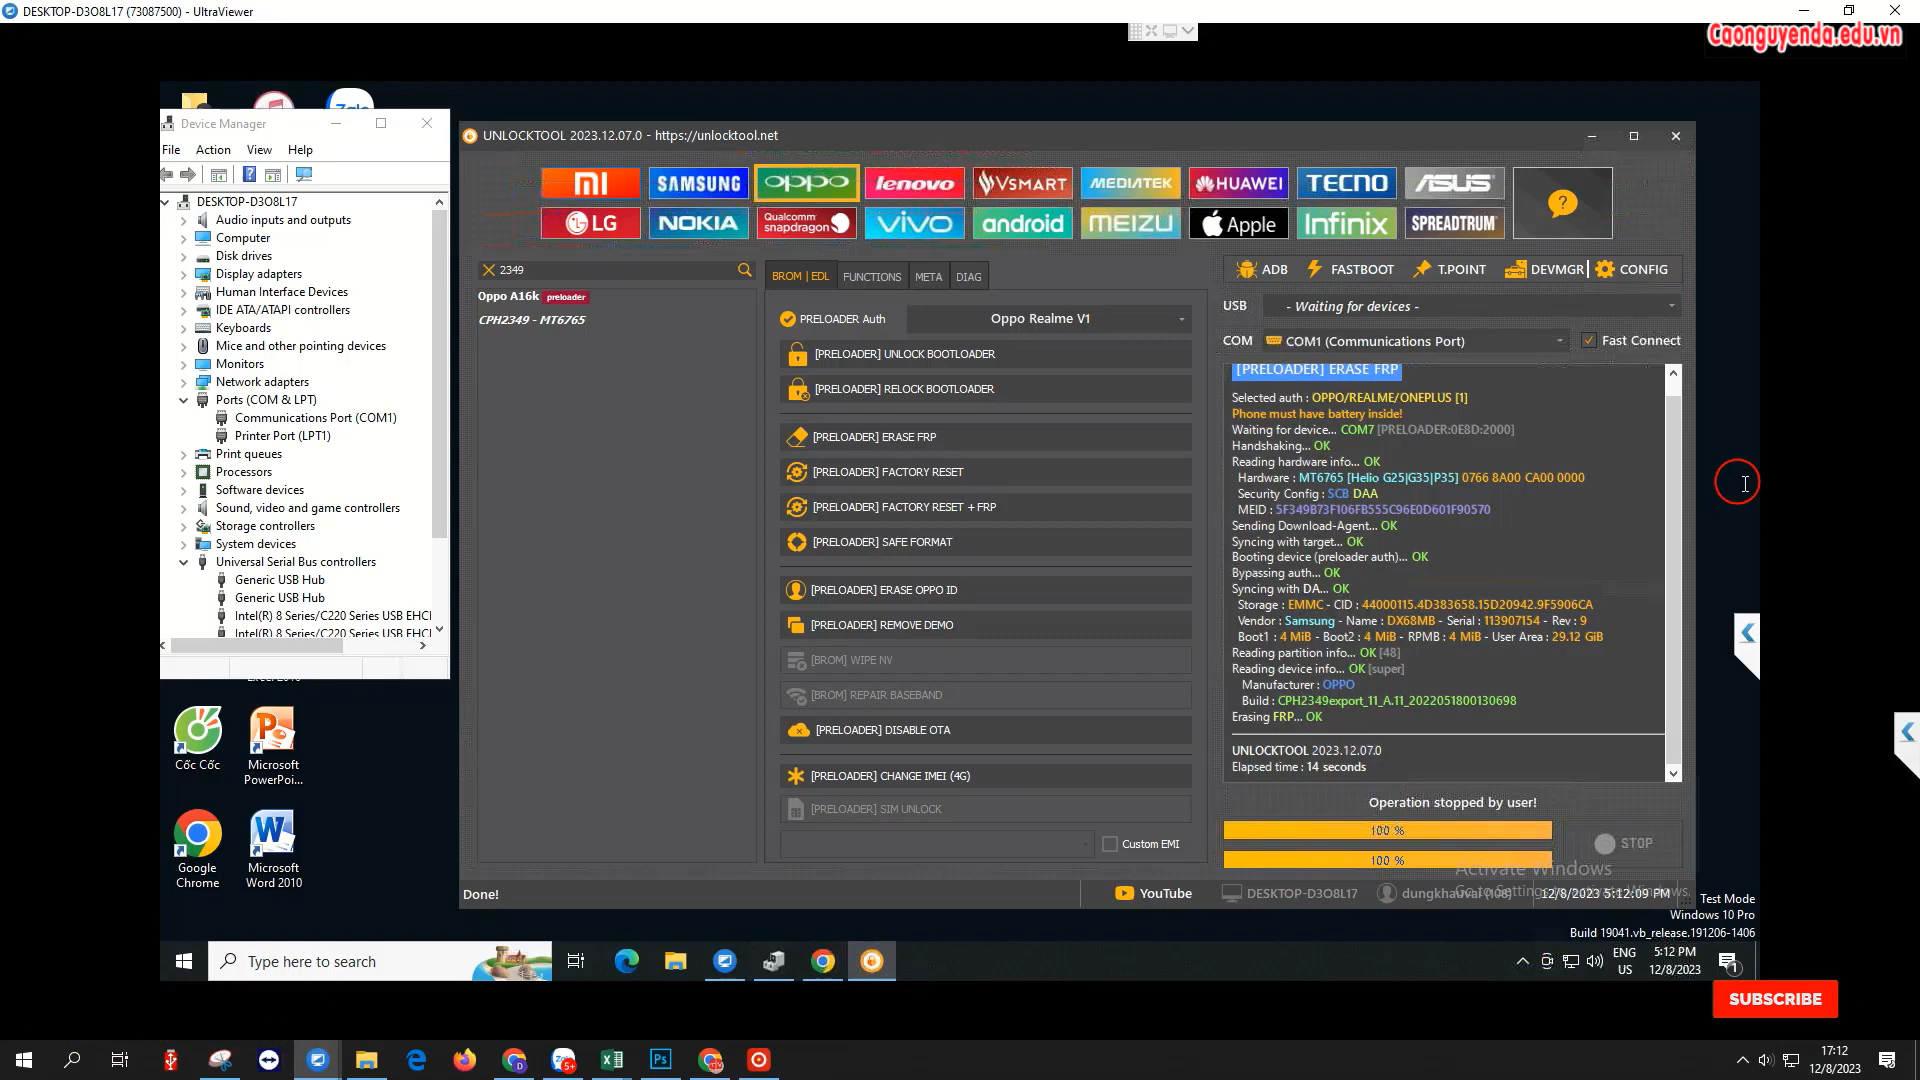 DESKTOP-D3O8L17 (73087500) - UltraViewer
Caonguyenda.edu.vn
Device Manager
File Action View Help
DESKTOP-D3O8L17
Audio inputs and outputs
Computer
Disk drives
Display adapters
Human Interface Devices
IDE ATA/ATAPI controllers
Keyboards
Mice and other pointing devices
Monitors
Network adapters
Ports (COM & LPT)
Communications Port (COM1)
Printer Port (LPT1)
Print queues
Processors
Software devices
Sound, video and game controllers
Storage controllers
System devices
Universal Serial Bus controllers
Generic USB Hub
Generic USB Hub
Intel(R) 8 Series/C220 Series USB EHCI
Intel(R) 8 Series/C220 Series USB EHCI
UNLOCKTOOL 2023.12.07.0 - https://unlocktool.net
MI SAMSUNG oppo lenovo VSMART MEDIATEK HUAWEI TECNO ASUS
LG NOKIA Qualcomm snapdragon vivo android MEIZU Apple Infinix SPREADTRUM
?
2349
Oppo A16k preloader
CPH2349 - MT6765
BROM | EDL FUNCTIONS META DIAG
PRELOADER Auth Oppo Realme V1
[PRELOADER] UNLOCK BOOTLOADER
[PRELOADER] RELOCK BOOTLOADER
[PRELOADER] ERASE FRP
[PRELOADER] FACTORY RESET
[PRELOADER] FACTORY RESET + FRP
[PRELOADER] SAFE FORMAT
[PRELOADER] ERASE OPPO ID
[PRELOADER] REMOVE DEMO
[BROM] WIPE NV
[BROM] REPAIR BASEBAND
[PRELOADER] DISABLE OTA
[PRELOADER] CHANGE IMEI (4G)
[PRELOADER] SIM UNLOCK
Custom EMI
ADB FASTBOOT T.POINT DEVMGR CONFIG
USB - Waiting for devices -
COM COM1 (Communications Port) Fast Connect
[PRELOADER] ERASE FRP
Selected auth : OPPO/REALME/ONEPLUS [1]
Phone must have battery inside!
Waiting for device... COM7 [PRELOADER:0E8D:2000]
Handshaking... OK
Reading hardware info... OK
Hardware : MT6765 [Helio G25|G35|P35] 0766 8A00 CA00 0000
Security Config : SCB DAA
MEID : 5F349B73F106FB555C96E0D601F90570
Sending Download-Agent... OK
Syncing with target... OK
Booting device (preloader auth)... OK
Bypassing auth... OK
Syncing with DA... OK
Storage : EMMC - CID : 44000115.4D383658.15D20942.9F5906CA
Vendor : Samsung - Name : DX68MB - Serial : 113907154 - Rev : 9
Boot1 : 4 MiB - Boot2 : 4 MiB - RPMB : 4 MiB - User Area : 29.12 GiB
Reading partition info... OK [48]
Reading device info... OK [super]
Manufacturer : OPPO
Build : CPH2349export_11_A.11_2022051800130698
Erasing FRP... OK
UNLOCKTOOL 2023.12.07.0
Elapsed time : 14 seconds
Operation stopped by user!
100 %
100 %
STOP
Activate Windows
Done!
YouTube
DESKTOP-D3O8L17
12/8/2023 5:12:09 PM
Test Mode
Windows 10 Pro
Build 19041.vb_release.191206-1406
Cốc Cốc
Microsoft PowerPoi...
Google Chrome
Microsoft Word 2010
Type here to search
ENG
US
5:12 PM
12/8/2023
1
SUBSCRIBE
17:12
12/8/2023